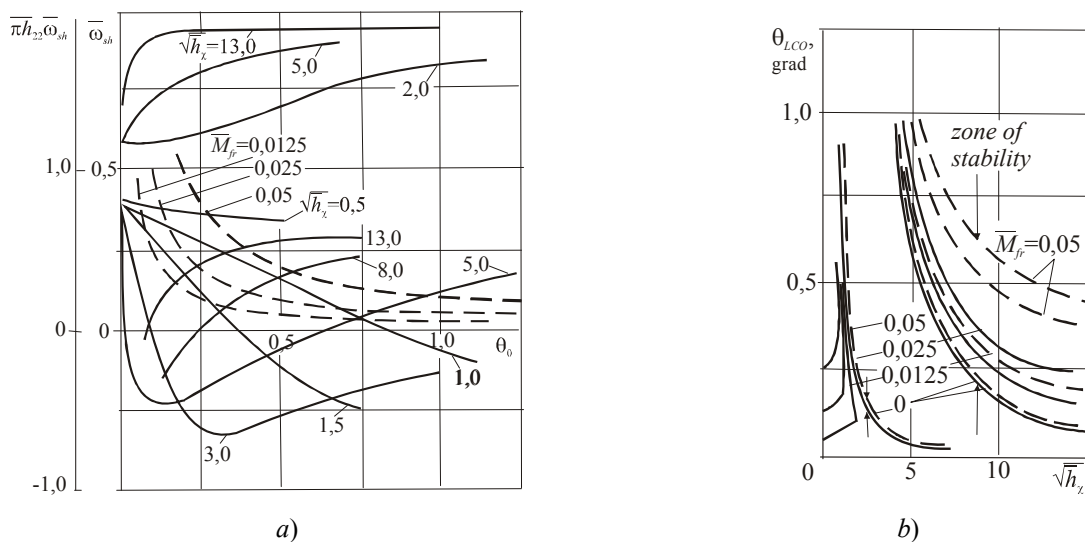 π̅h̅₂₂ω̅ₛₕ
ω̅ₛₕ
√h̅ᵪ=13,0
5,0
2,0
M̅fr=0,0125
0,025
0,05
√h̅ᵪ=0,5
1,0
0,5
13,0
8,0
5,0
0
0
0,5
1,0
θ₀
1,0
1,5
3,0
-1,0
a)
θLCO,
grad
1,0
zone of
stability
M̅fr=0,05
0,5
0,05
0,025
0,0125
0
0
5
10
√h̅ᵪ
b)